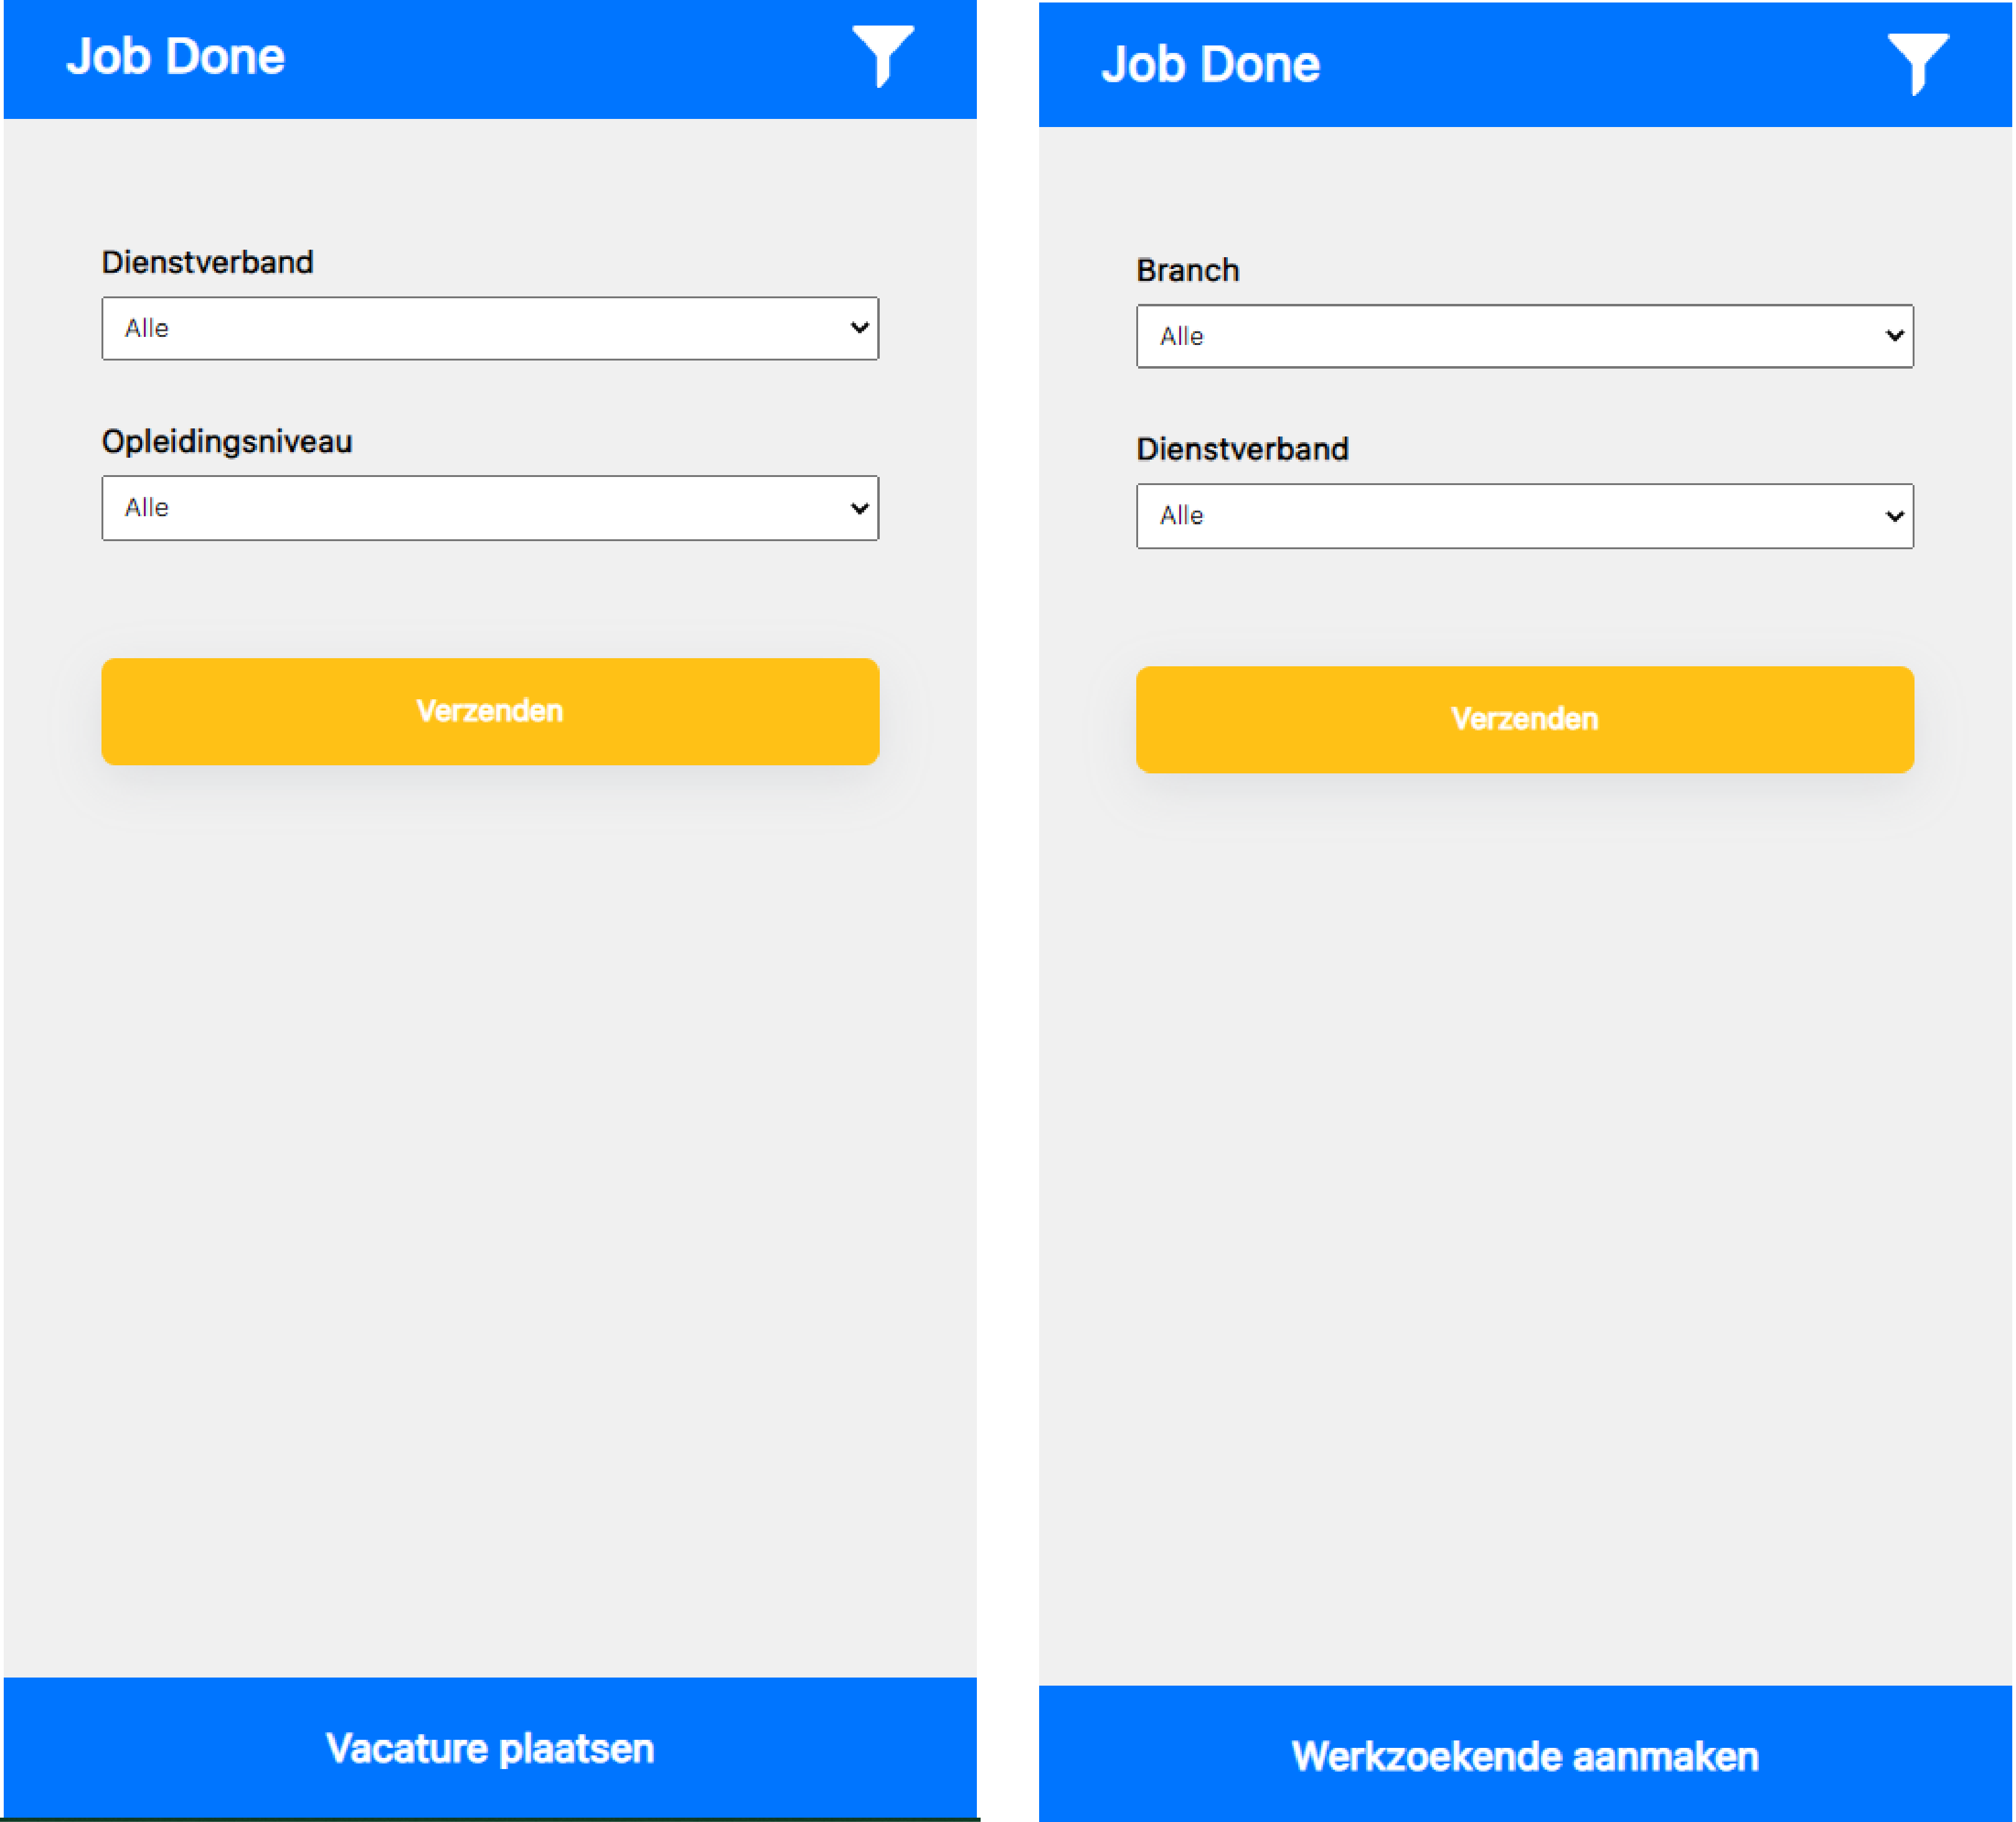 Job Done
Dienstverband
Alle
Opleidingsniveau
Alle
Verzenden
Vacature plaatsen
Job Done
Branch
Alle
Dienstverband
Alle
Verzenden
Werkzoekende aanmaken